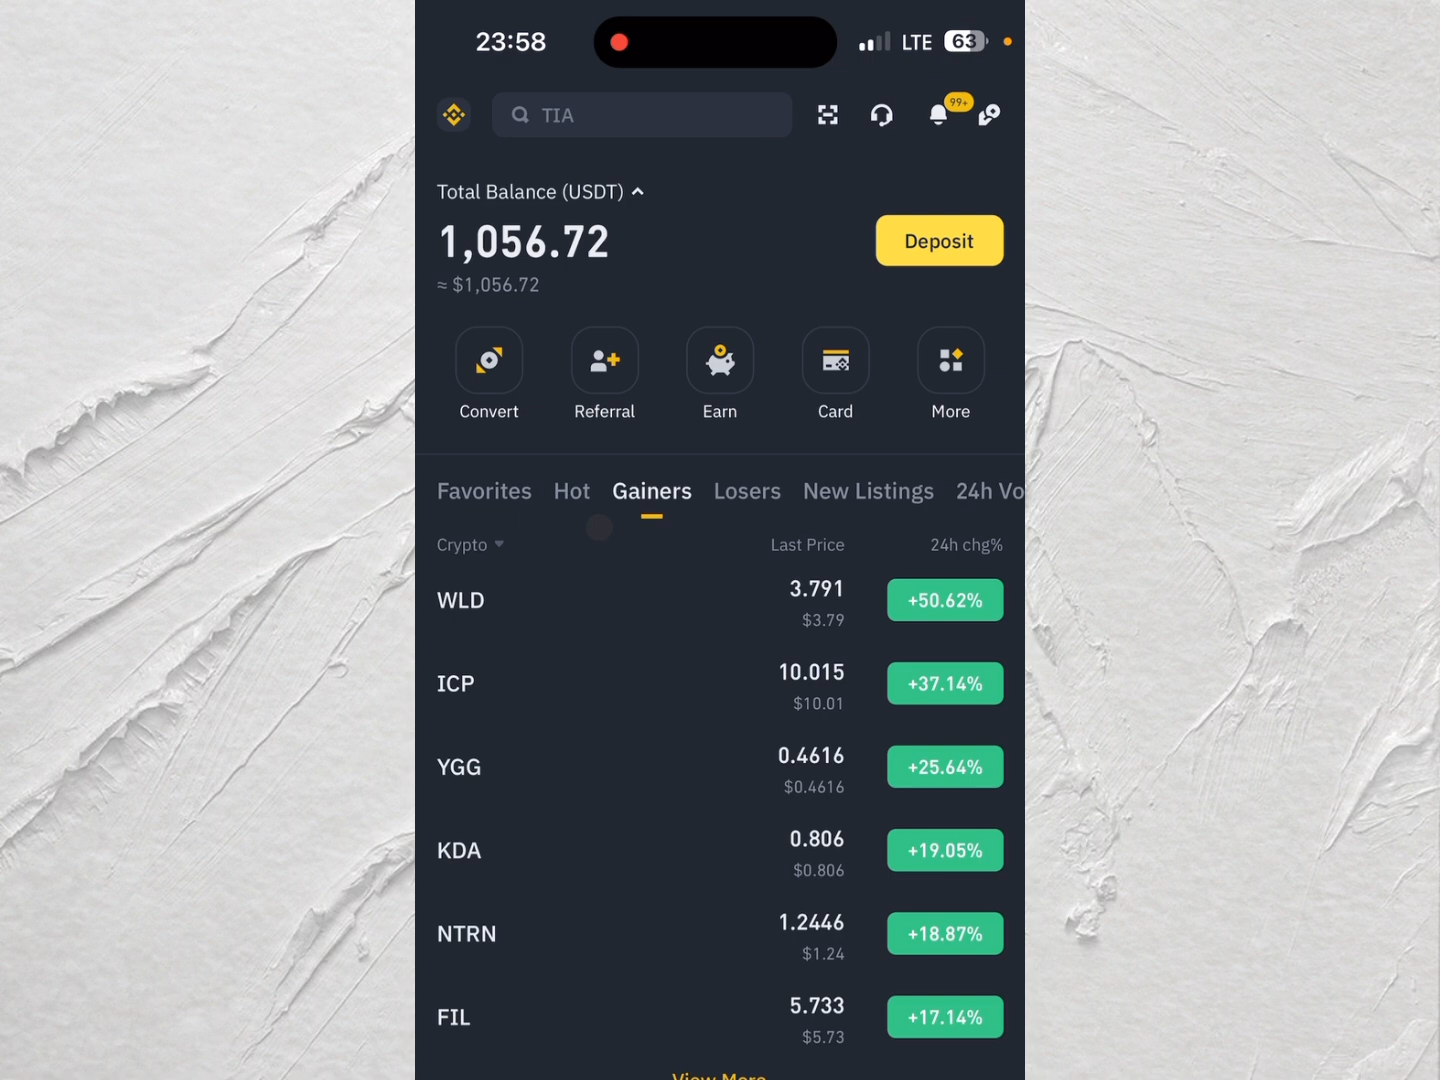 23:58 LTE 63
TIA 99+
Total Balance (USDT)
1,056.72
Deposit
≈ $1,056.72
Convert Referral Earn Card More
Favorites Hot Gainers Losers New Listings 24h Vo
Crypto Last Price 24h chg%
WLD 3.791 +50.62%
$3.79
ICP 10.015 +37.14%
$10.01
YGG 0.4616 +25.64%
$0.4616
KDA 0.806 +19.05%
$0.806
NTRN 1.2446 +18.87%
$1.24
FIL 5.733 +17.14%
$5.73
View More